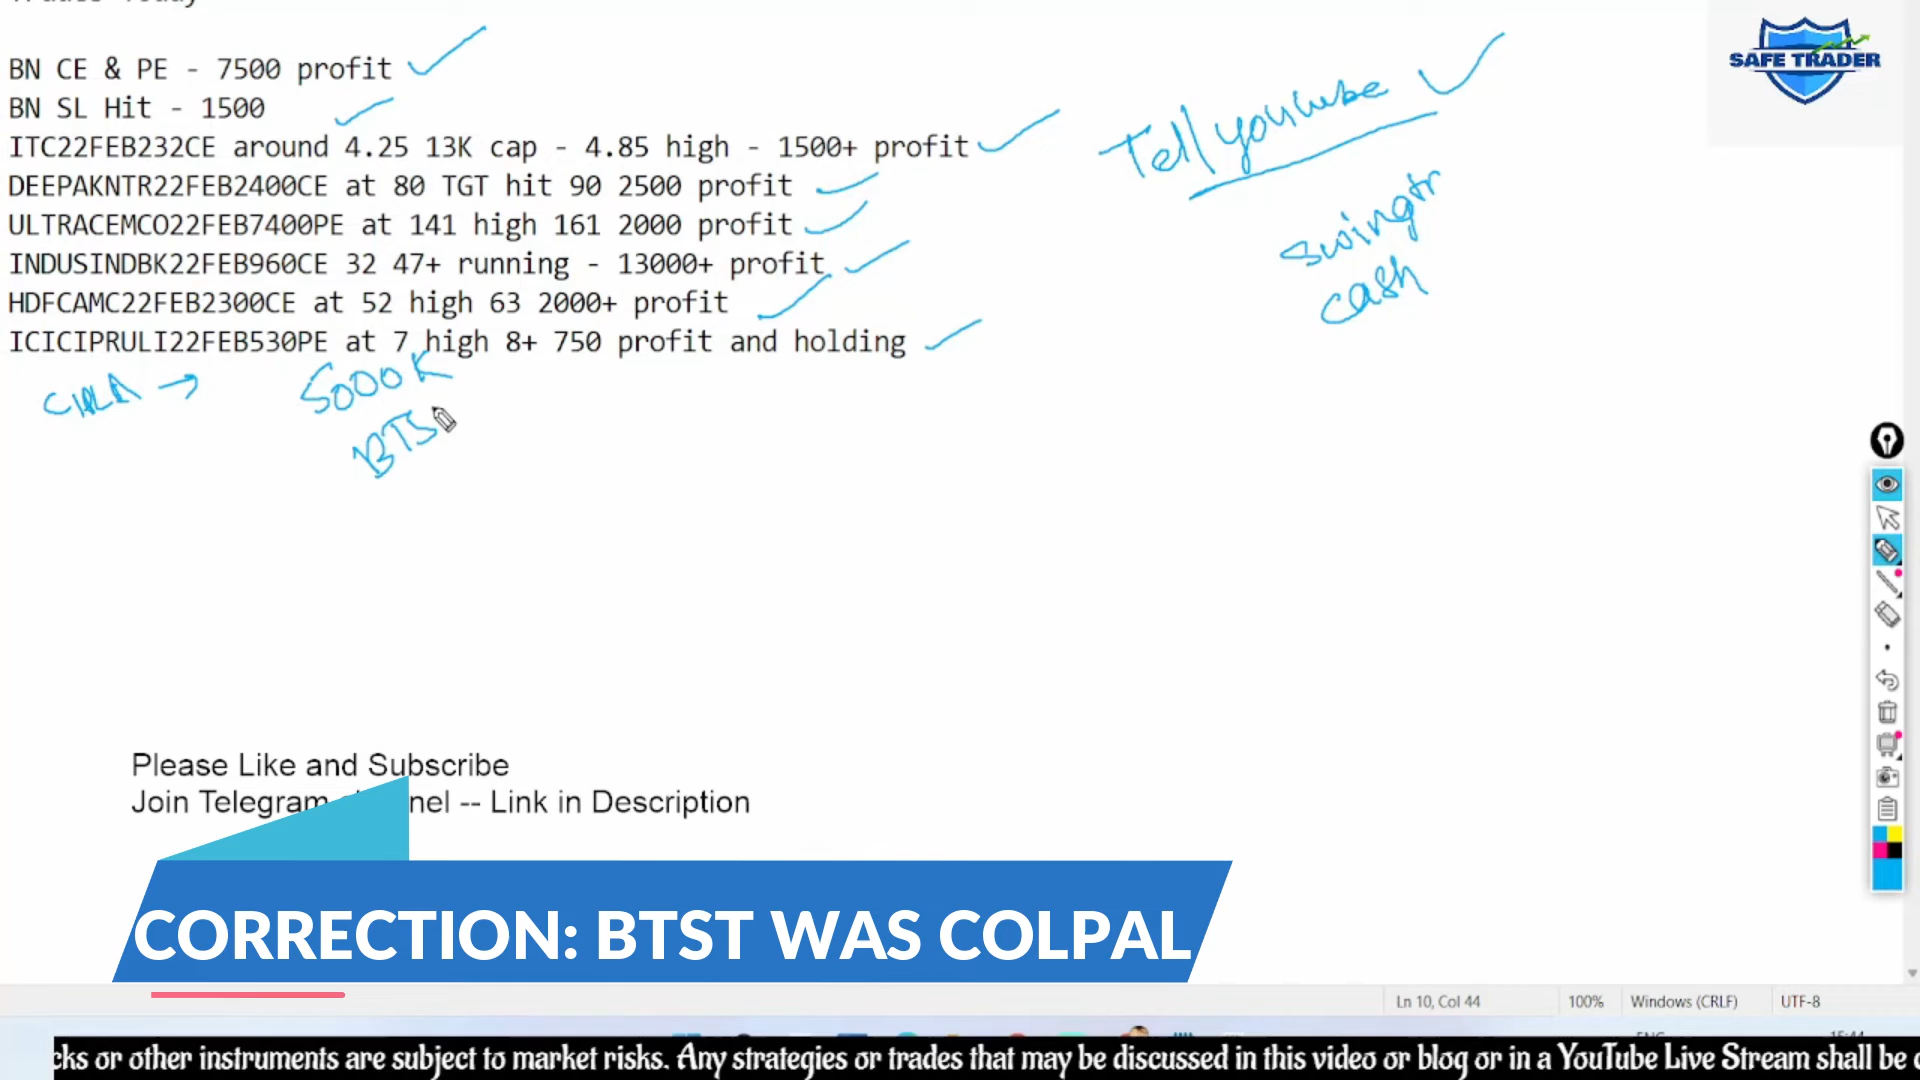 SAFE TRADER
BN CE & PE - 7500 profit
BN SL Hit - 1500
ITC22FEB232CE around 4.25 13K cap - 4.85 high - 1500+ profit
DEEPAKNTR22FEB2400CE at 80 TGT hit 90 2500 profit
ULTRACEMCO22FEB7400PE at 141 high 161 2000 profit
INDUSINDBK22FEB960CE 32 47+ running - 13000+ profit
HDFCAMC22FEB2300CE at 52 high 63 2000+ profit
ICICIPRULI22FEB530PE at 7 high 8+ 750 profit and holding
Tell youtube
swingtr
cash
5000K
BTS
Please Like and Subscribe
Join Telegram -- Link in Description
CORRECTION: BTST WAS COLPAL
Ln 10, Col 44 100% Windows (CRLF) UTF-8
cks or other instruments are subject to market risks. Any strategies or trades that may be discussed in this video or blog or in a YouTube Live Stream shall be